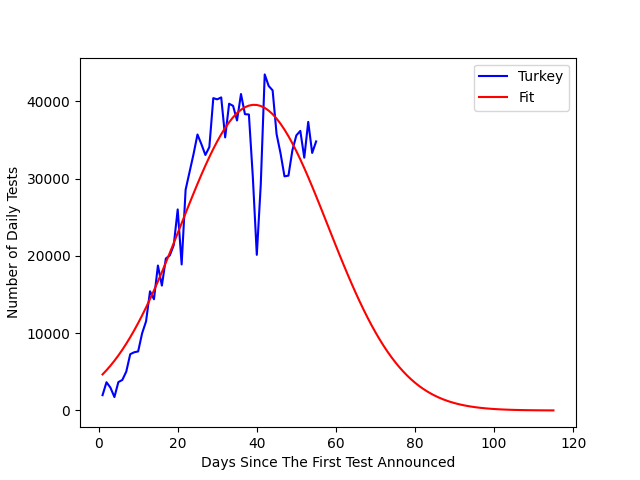 Turkey
Fit
40000
30000
20000
10000
0
Number of Daily Tests
0 20 40 60 80 100 120
Days Since The First Test Announced